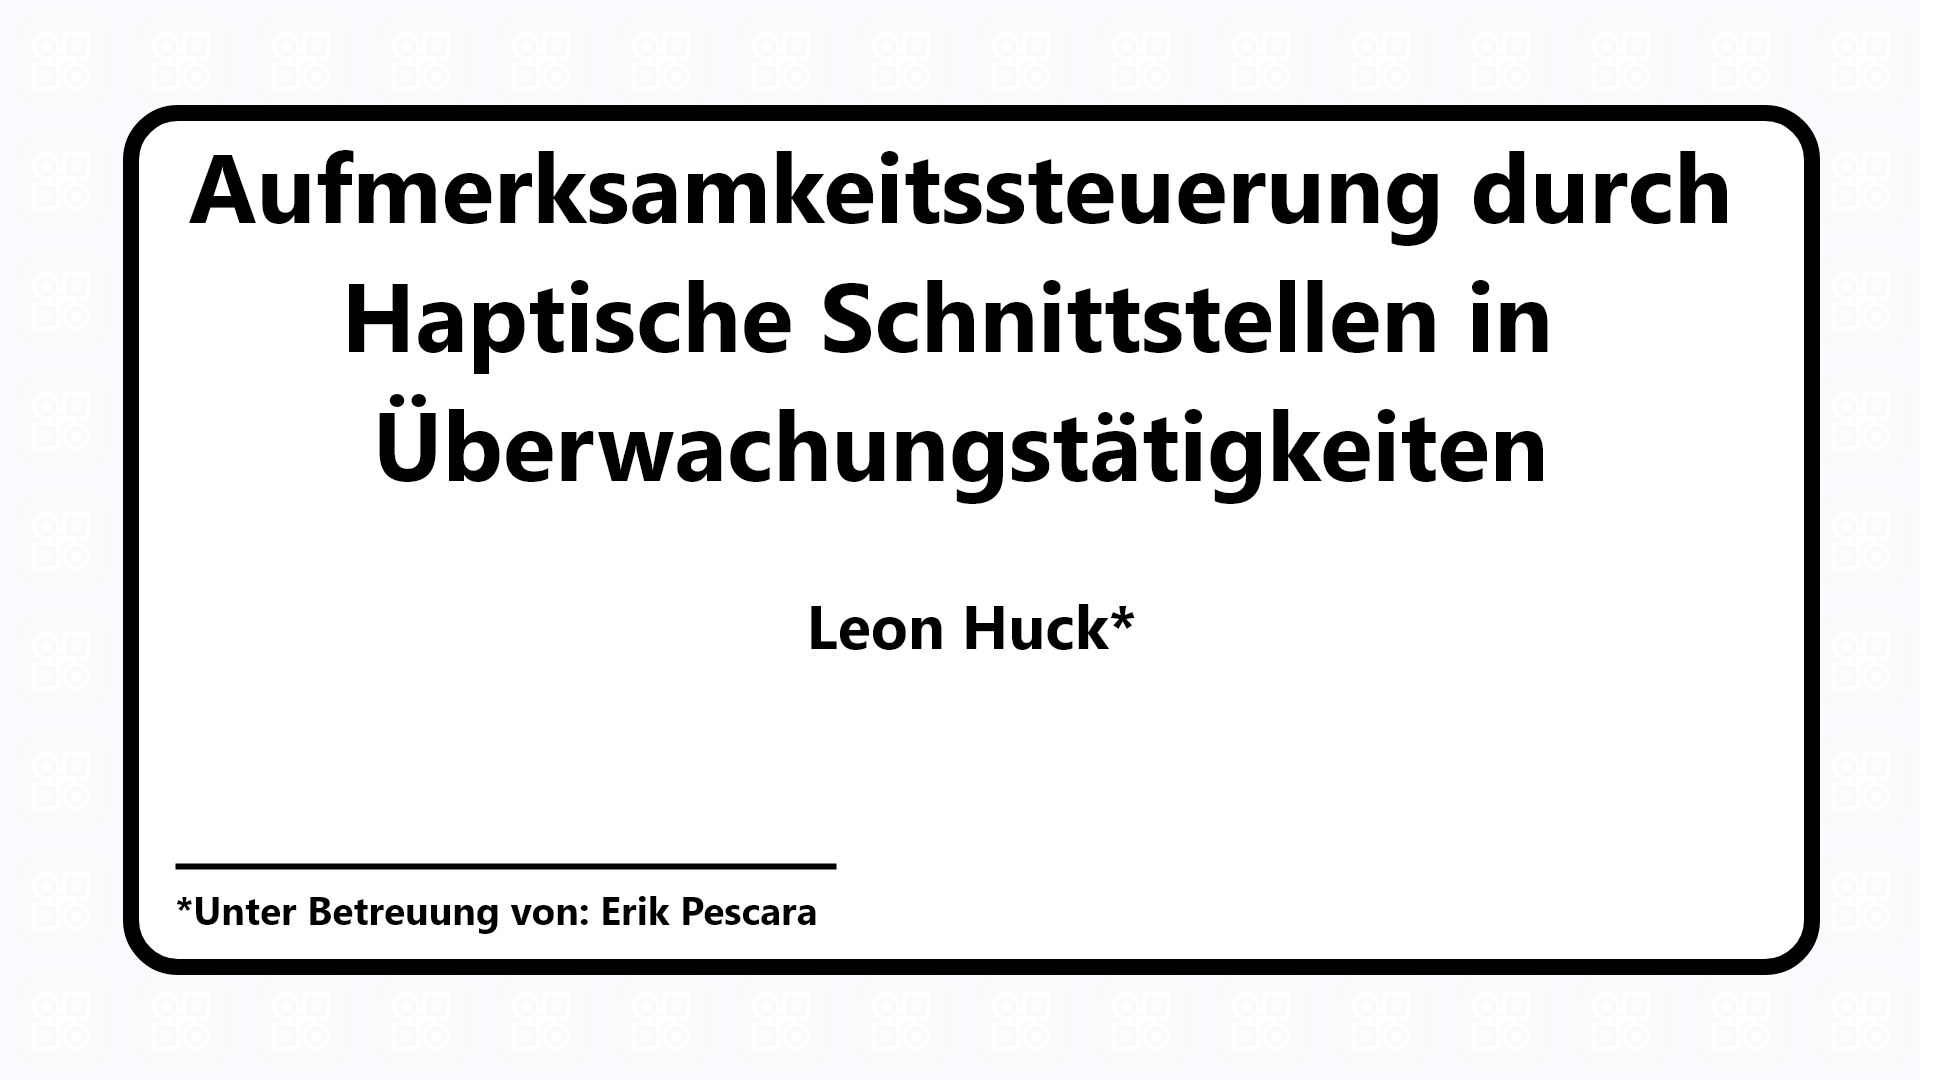 Aufmerksamkeitssteuerung durch
Haptische Schnittstellen in
Überwachungstätigkeiten
Leon Huck*
*Unter Betreuung von: Erik Pescara